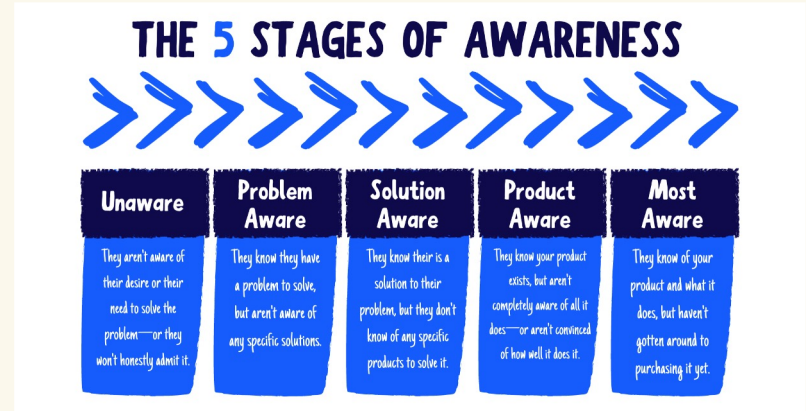 THE 5 STAGES OF AWARENESS
Unaware
They aren't aware of
their desire or their
need to solve the
problem—or they
won't honestly admit it.
Problem
Aware
They know they have
a problem to solve,
but aren't aware of
any specific solutions.
Solution
Aware
They know their is a
solution to their
problem, but they don't
know of any specific
products to solve it.
Product
Aware
They know your product
exists, but aren't
completely aware of all it
does—or aren't convinced
of how well it does it.
Most
Aware
They know of your
product and what it
does, but haven't
gotten around to
purchasing it yet.